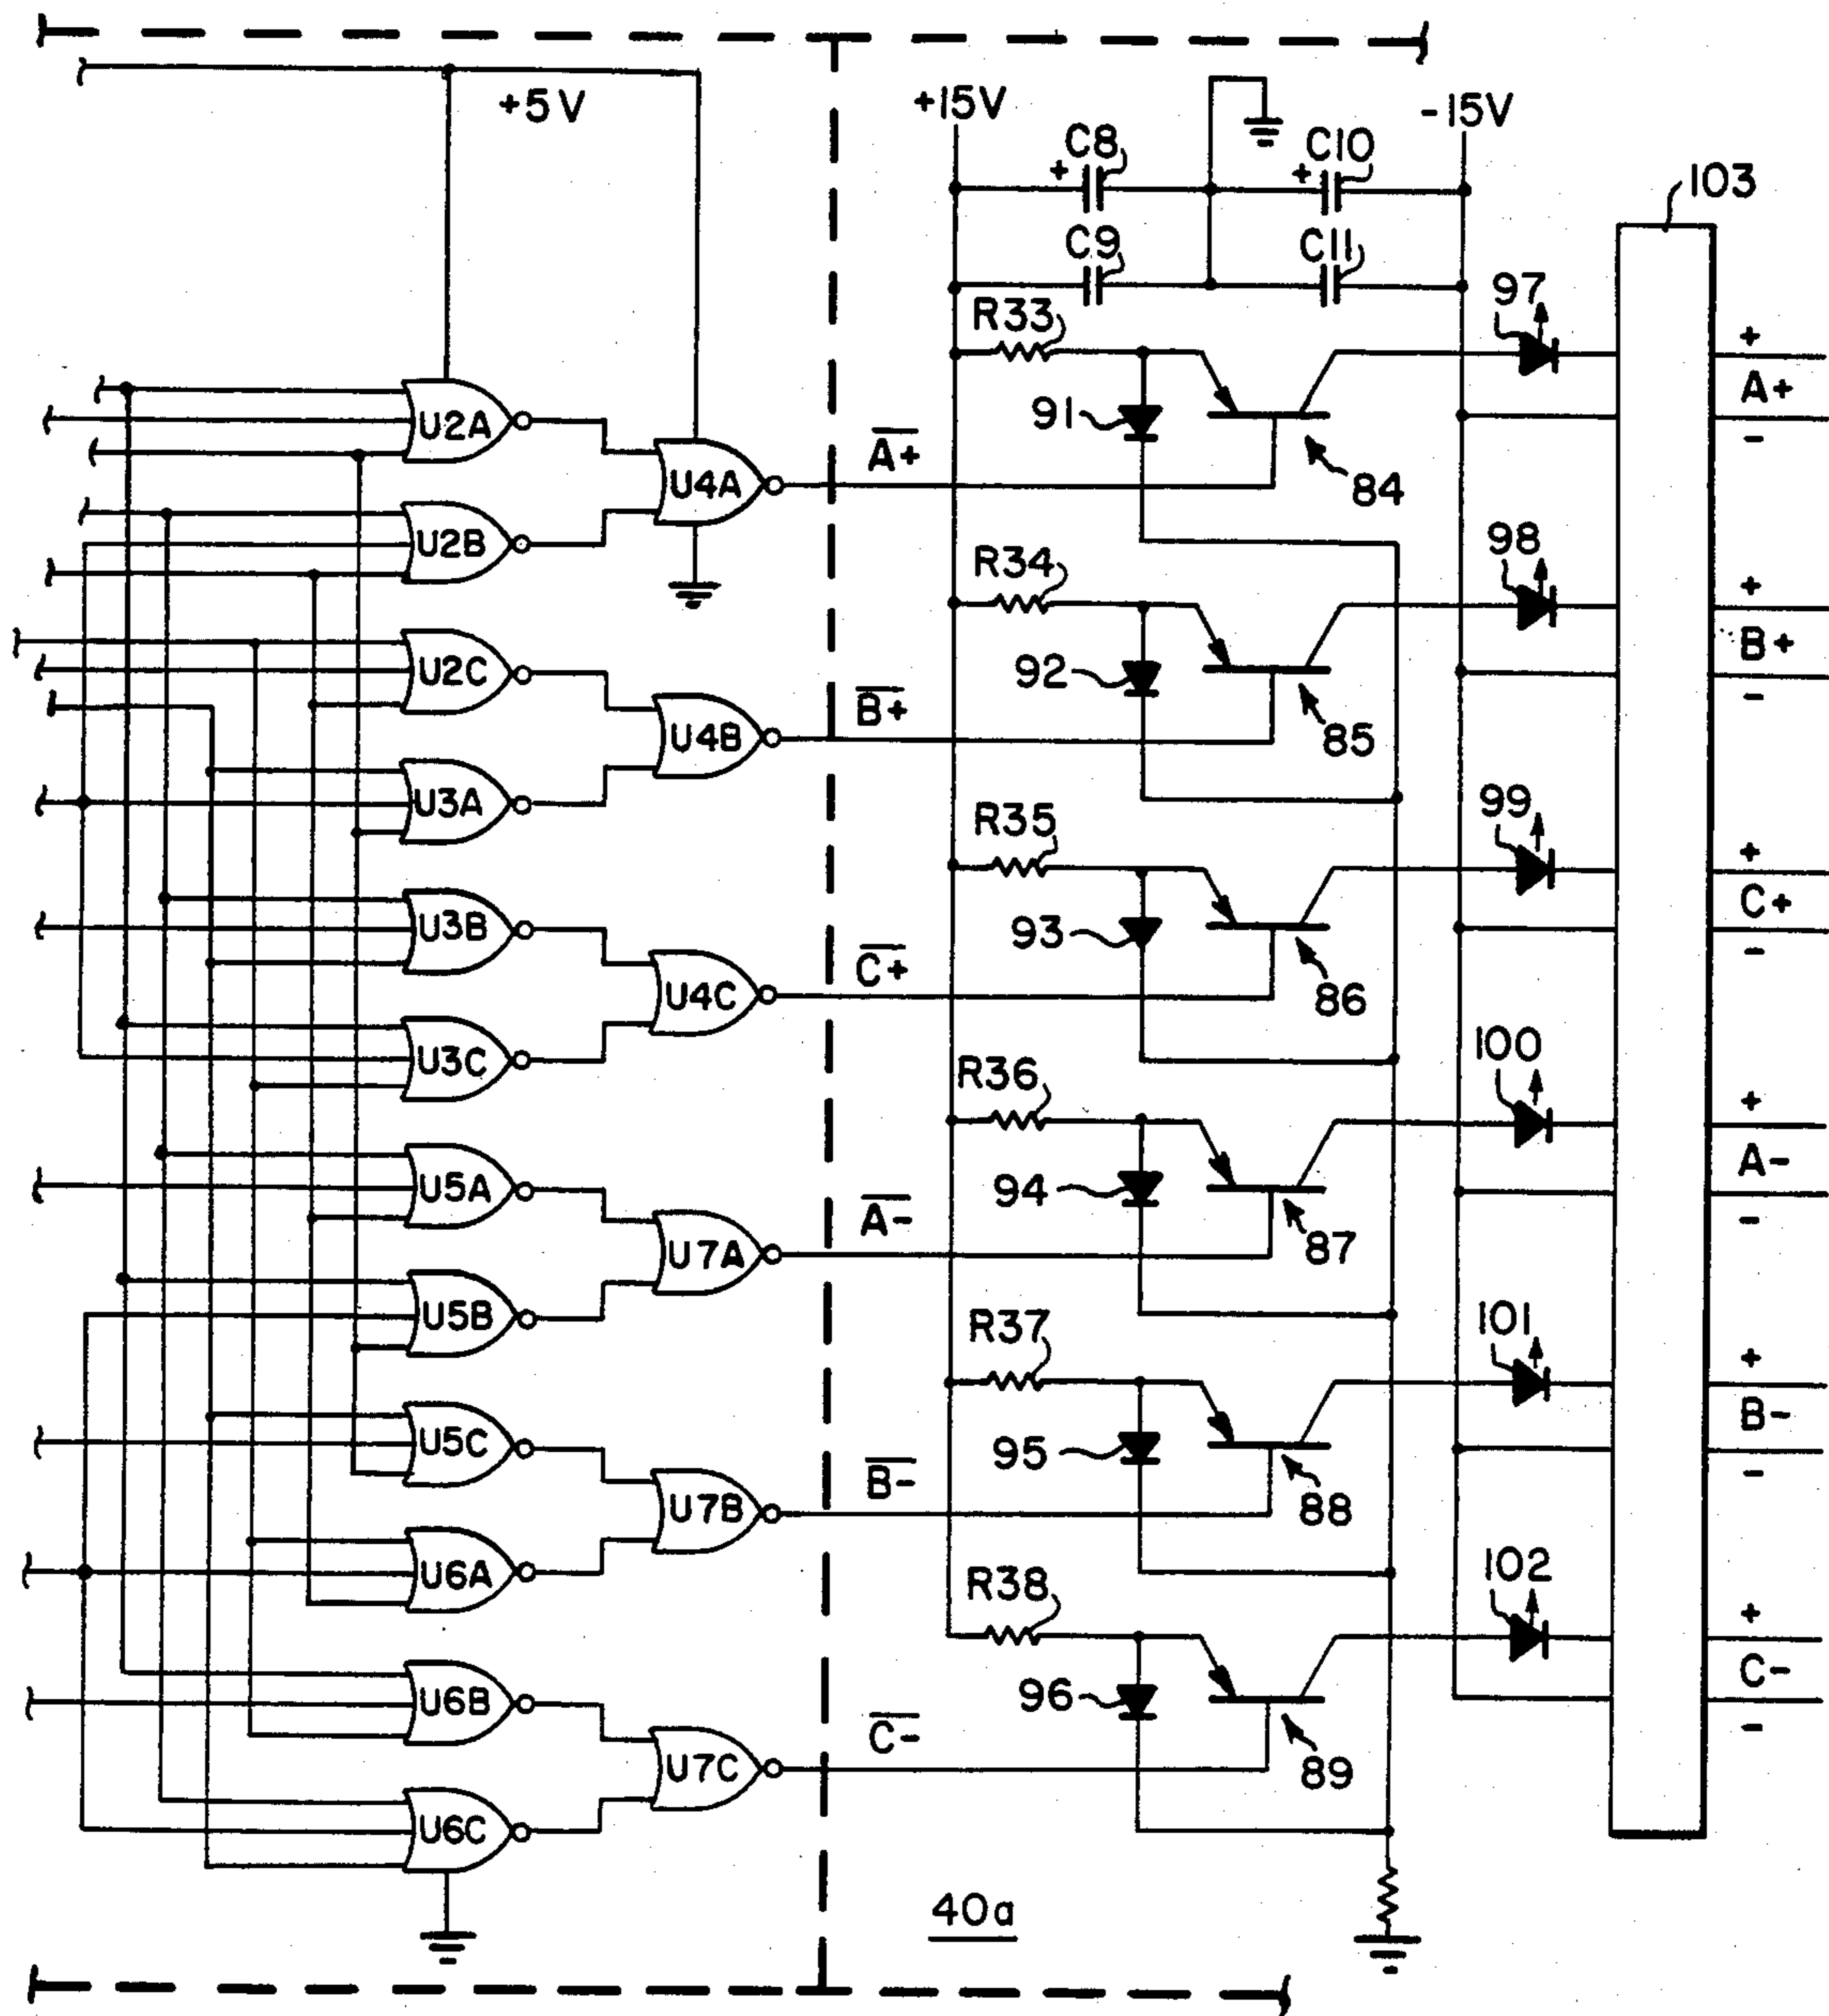 +5V
+15V
-15V
+ C8
+ C10
C9
C11
103
R33
97
+
A+
-
U2A
U4A
A+
91
84
U2B
R34
98
+
B+
-
U2C
U4B
B+
92
85
U3A
R35
99
+
C+
-
U3B
U4C
C+
93
86
U3C
R36
100
+
A-
-
U5A
U7A
A-
94
87
U5B
R37
101
+
B-
-
U5C
U7B
B-
95
88
U6A
R38
102
+
C-
-
U6B
U7C
C-
96
89
U6C
40a